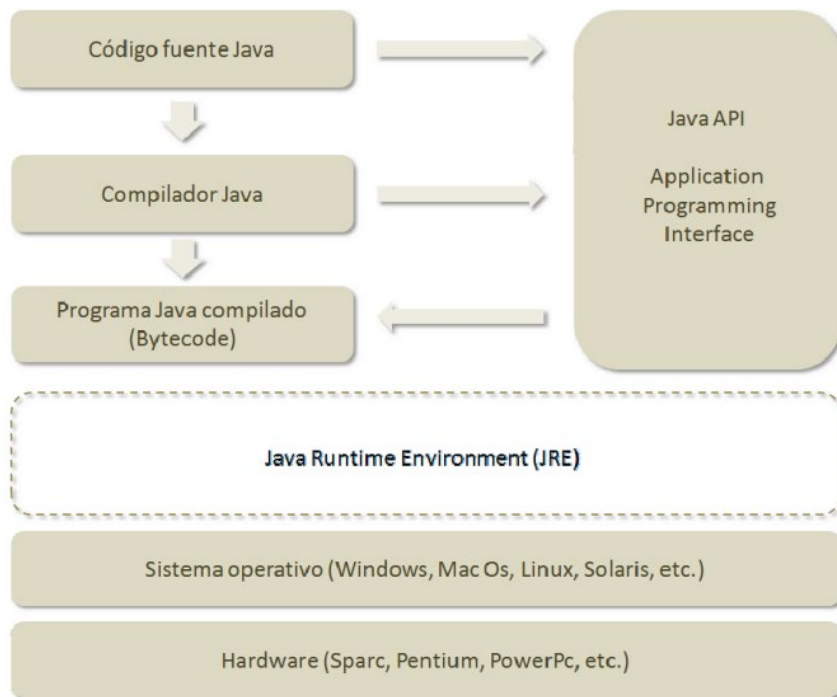 Código fuente Java
Compilador Java
Programa Java compilado
(Bytecode)
Java API
Application
Programming
Interface
Java Runtime Environment (JRE)
Sistema operativo (Windows, Mac Os, Linux, Solaris, etc.)
Hardware (Sparc, Pentium, PowerPc, etc.)